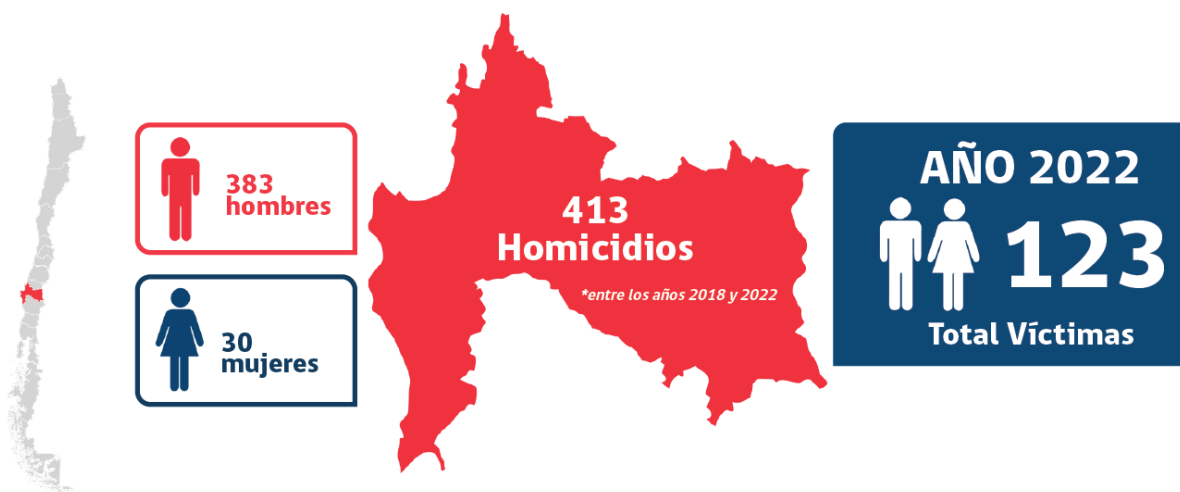 383
hombres
30
mujeres
413
Homicidios
*entre los años 2018 y 2022
AÑO 2022
123
Total Víctimas